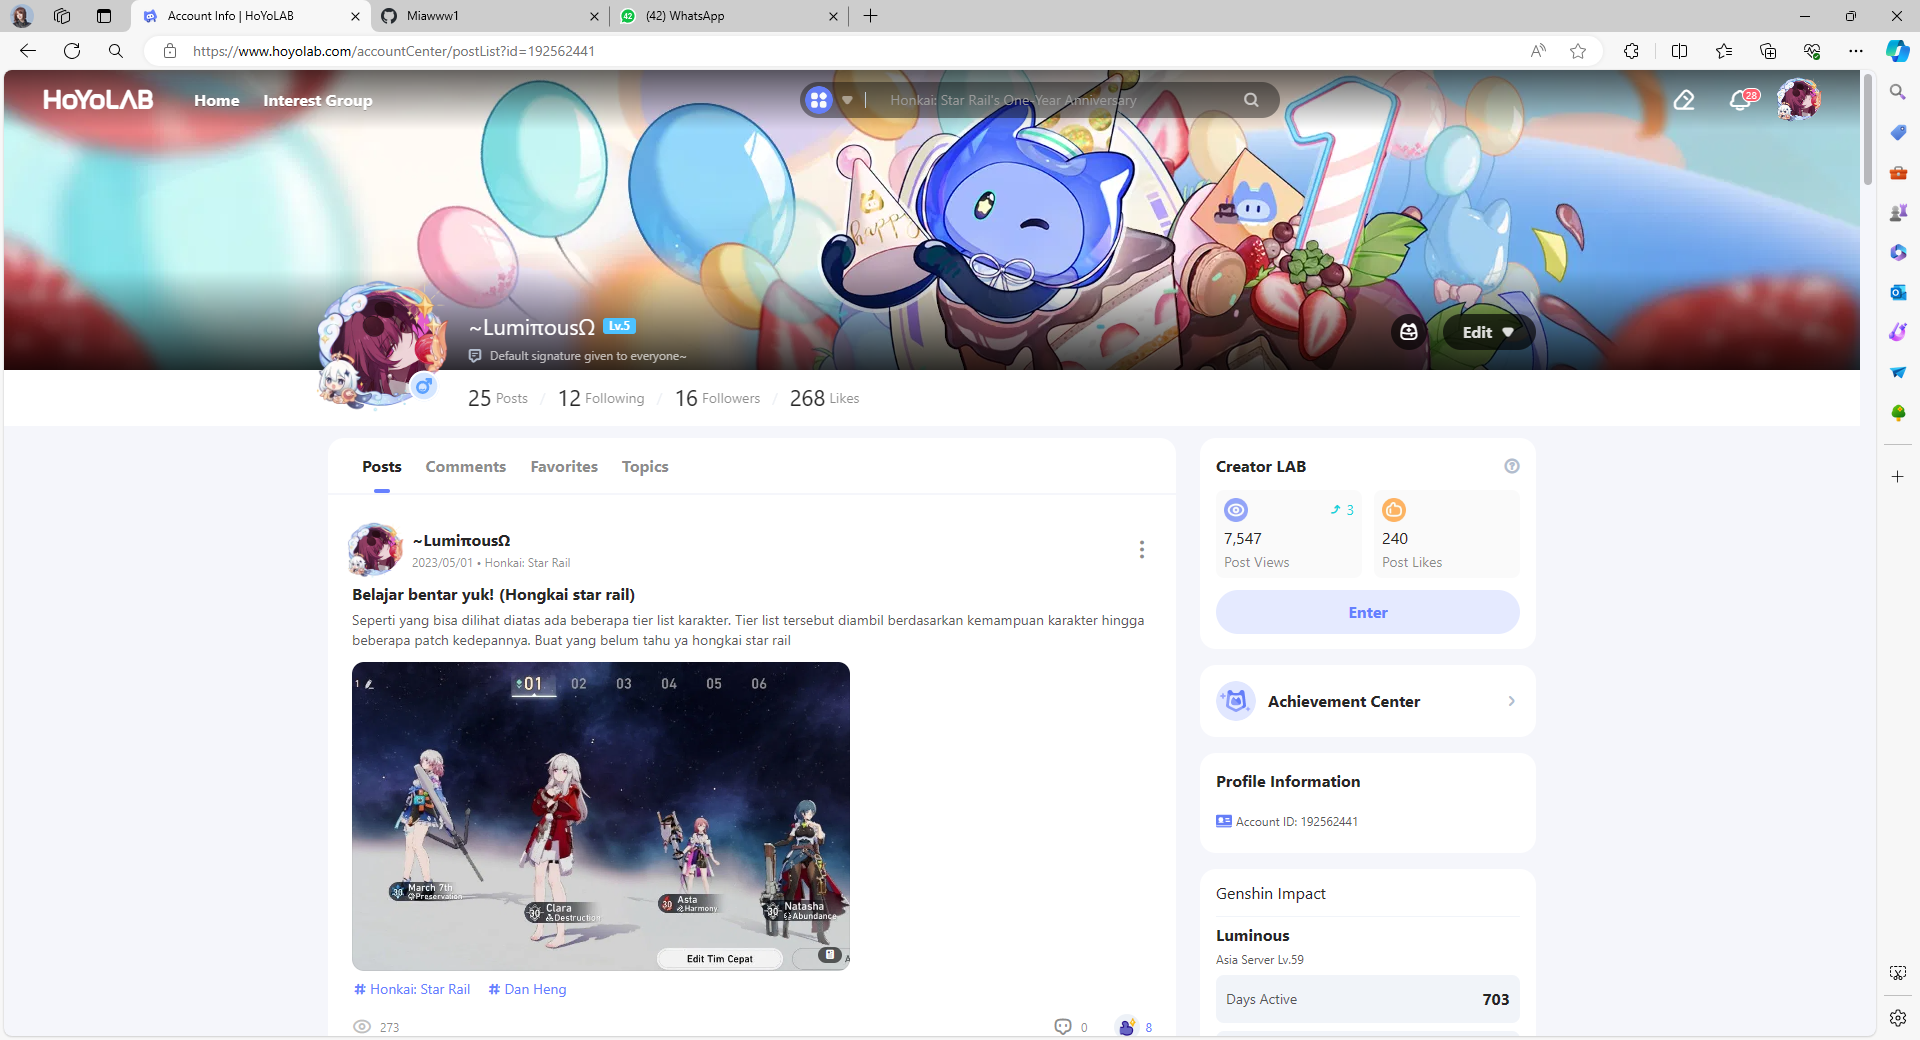 Account Info | HoYoLAB
Miawww1
42
(42) WhatsApp
https://www.hoyolab.com/accountCenter/postList?id=192562441
HoYoLAB
Home
Interest Group
Honkai: Star Rail's One-Year Anniversary
28
happy
1
~LumiπousΩ
Lv.5
Default signature given to everyone~
Edit
25 Posts / 12 Following / 16 Followers / 268 Likes
Posts
Comments
Favorites
Topics
~LumiπousΩ
2023/05/01 • Honkai: Star Rail
Belajar bentar yuk! (Hongkai star rail)
Seperti yang bisa dilihat diatas ada beberapa tier list karakter. Tier list tersebut diambil berdasarkan kemampuan karakter hingga
beberapa patch kedepannya. Buat yang belum tahu ya hongkai star rail
1
01 02 03 04 05 06
30 March 7th
Preservation
30 Clara
Destruction
30 Asta
Harmony
30 Natasha
Abundance
Edit Tim Cepat
A
# Honkai: Star Rail
# Dan Heng
273
0
8
Creator LAB
3
7,547
Post Views
240
Post Likes
Enter
Achievement Center
Profile Information
Account ID: 192562441
Genshin Impact
Luminous
Asia Server Lv.59
Days Active
703